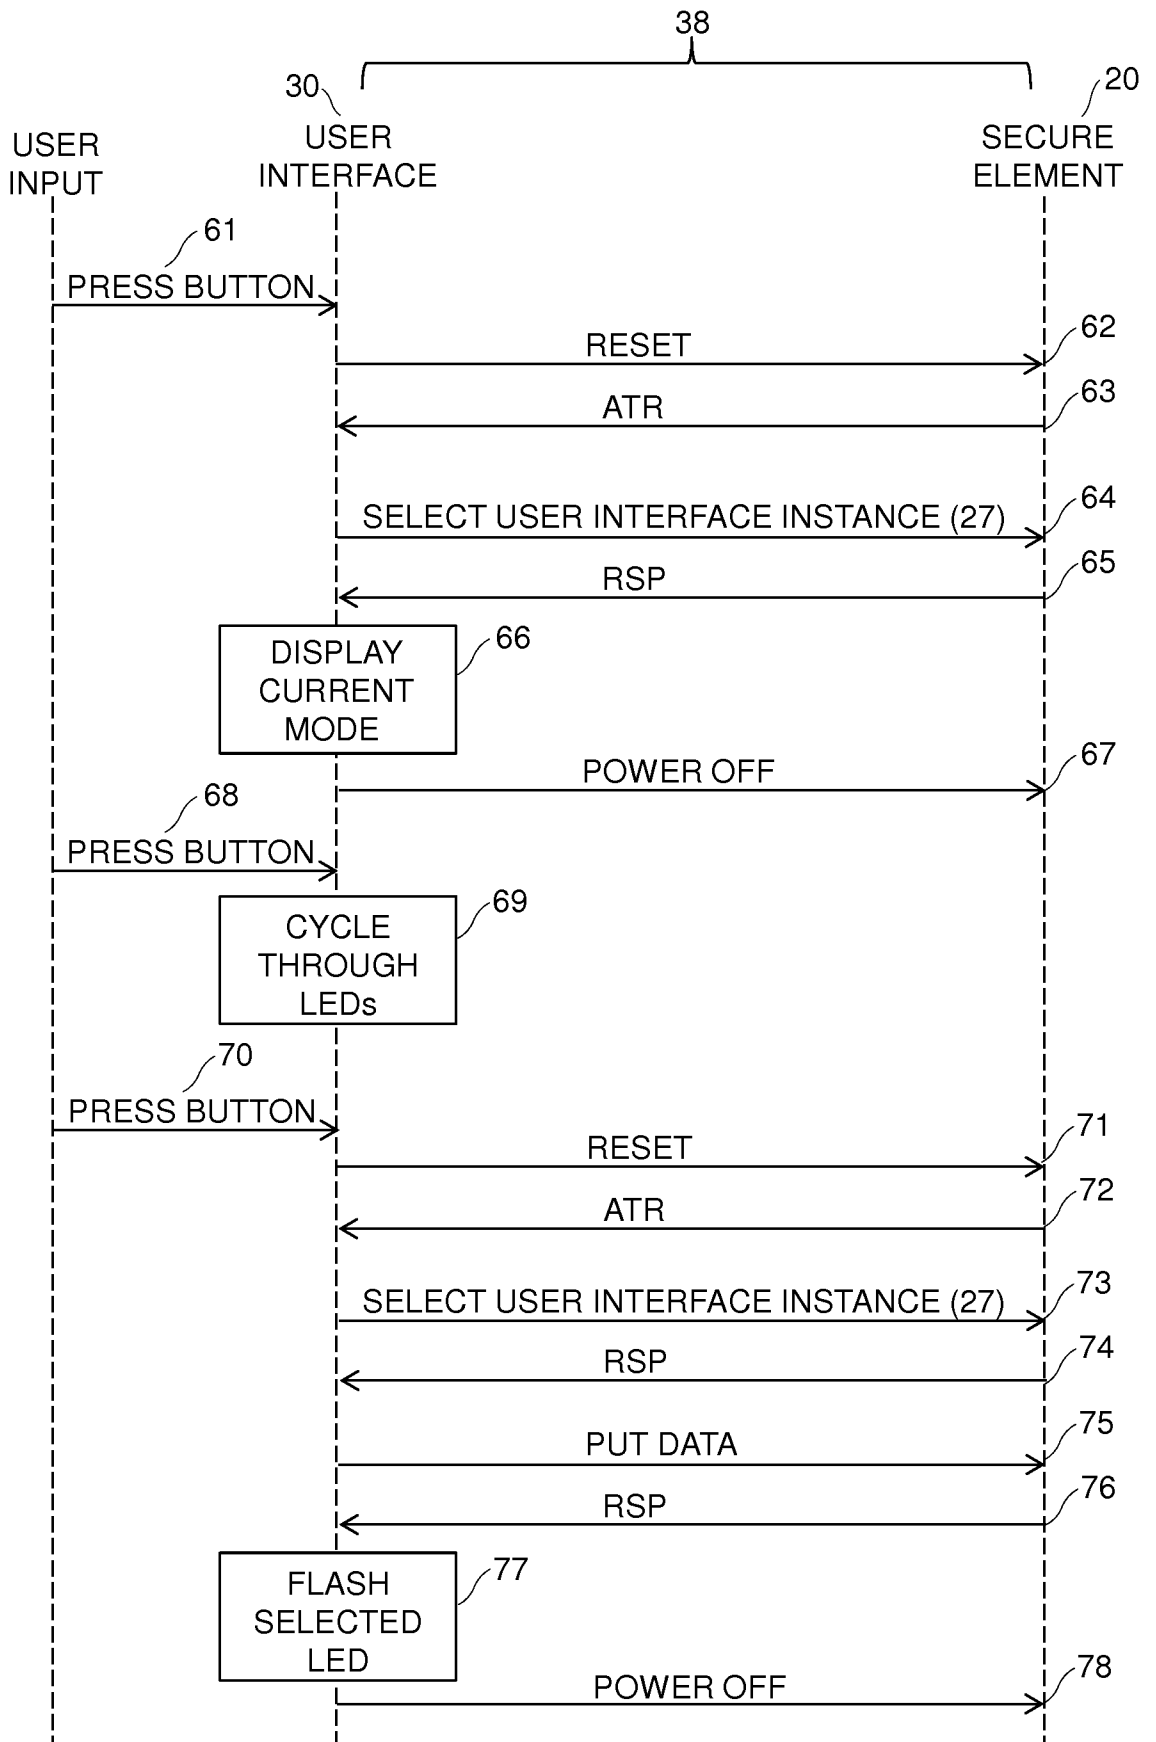 38
30
20
USER
INPUT
USER
INTERFACE
SECURE
ELEMENT
61
PRESS BUTTON
62
RESET
63
ATR
64
SELECT USER INTERFACE INSTANCE (27)
65
RSP
66
DISPLAY
CURRENT
MODE
67
POWER OFF
68
PRESS BUTTON
69
CYCLE
THROUGH
LEDs
70
PRESS BUTTON
71
RESET
72
ATR
73
SELECT USER INTERFACE INSTANCE (27)
74
RSP
75
PUT DATA
76
RSP
77
FLASH
SELECTED
LED
78
POWER OFF